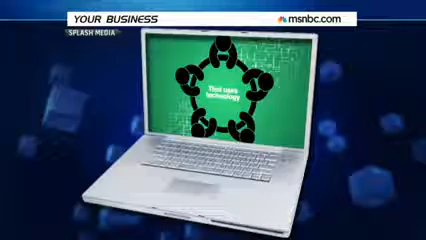 YOUR BUSINESS
msnbc.com
SPLASH MEDIA
That uses
technology